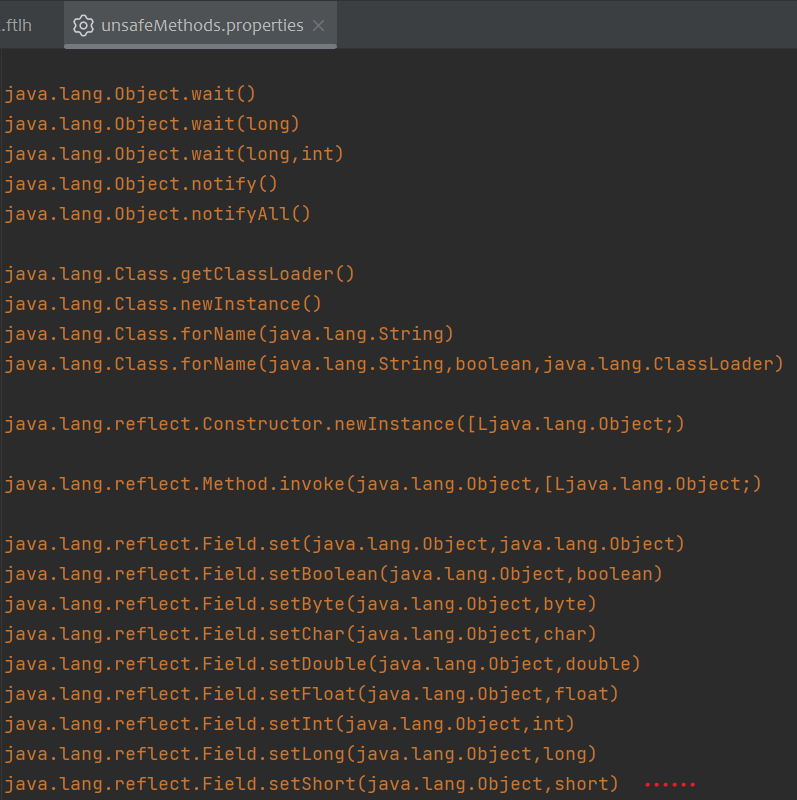 .ftlh unsafeMethods.properties
java.lang.Object.wait()
java.lang.Object.wait(long)
java.lang.Object.wait(long,int)
java.lang.Object.notify()
java.lang.Object.notifyAll()
java.lang.Class.getClassLoader()
java.lang.Class.newInstance()
java.lang.Class.forName(java.lang.String)
java.lang.Class.forName(java.lang.String,boolean,java.lang.ClassLoader)
java.lang.reflect.Constructor.newInstance([Ljava.lang.Object;)
java.lang.reflect.Method.invoke(java.lang.Object,[Ljava.lang.Object;)
java.lang.reflect.Field.set(java.lang.Object,java.lang.Object)
java.lang.reflect.Field.setBoolean(java.lang.Object,boolean)
java.lang.reflect.Field.setByte(java.lang.Object,byte)
java.lang.reflect.Field.setChar(java.lang.Object,char)
java.lang.reflect.Field.setDouble(java.lang.Object,double)
java.lang.reflect.Field.setFloat(java.lang.Object,float)
java.lang.reflect.Field.setInt(java.lang.Object,int)
java.lang.reflect.Field.setLong(java.lang.Object,long)
java.lang.reflect.Field.setShort(java.lang.Object,short) ......